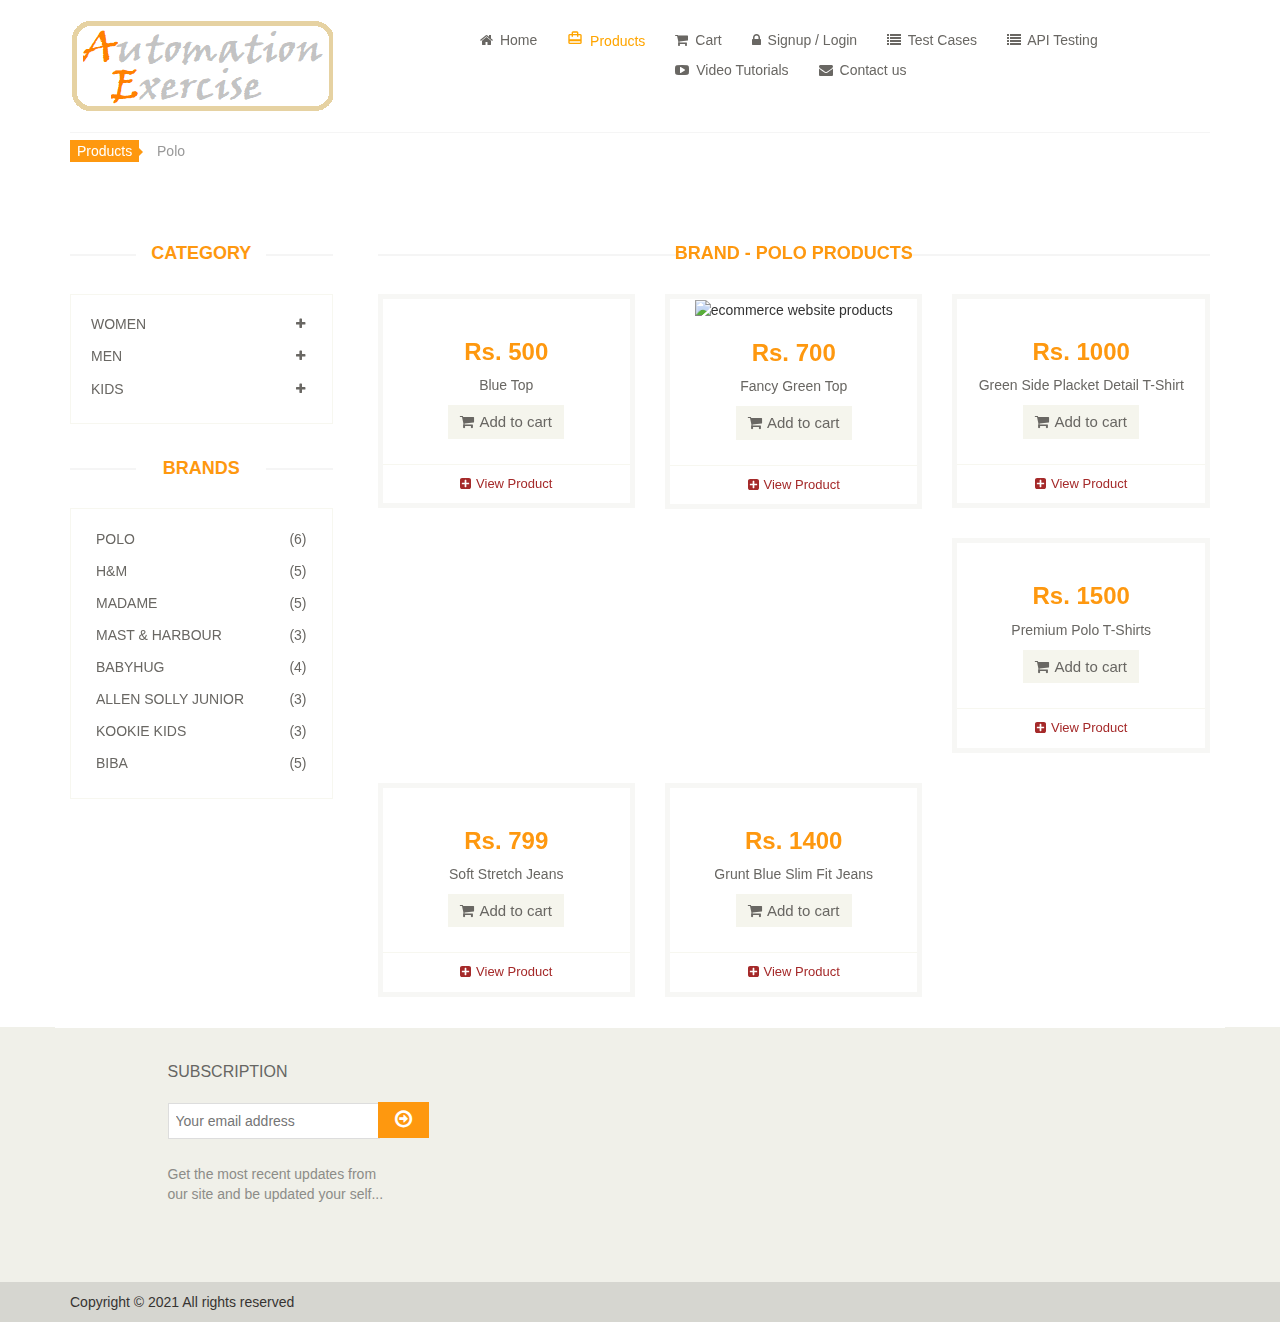 Automation
Exercise
Home
Products
Cart
Signup / Login
Test Cases
API Testing
Video Tutorials
Contact us
Products
Polo
CATEGORY
WOMEN
MEN
KIDS
BRANDS
POLO (6)
H&M (5)
MADAME (5)
MAST & HARBOUR (3)
BABYHUG (4)
ALLEN SOLLY JUNIOR (3)
KOOKIE KIDS (3)
BIBA (5)
BRAND - POLO PRODUCTS
Rs. 500
Blue Top
Add to cart
View Product
ecommerce website products
Rs. 700
Fancy Green Top
Add to cart
View Product
Rs. 1000
Green Side Placket Detail T-Shirt
Add to cart
View Product
Rs. 1500
Premium Polo T-Shirts
Add to cart
View Product
Rs. 799
Soft Stretch Jeans
Add to cart
View Product
Rs. 1400
Grunt Blue Slim Fit Jeans
Add to cart
View Product
SUBSCRIPTION
Your email address
Get the most recent updates from
our site and be updated your self...
Copyright © 2021 All rights reserved